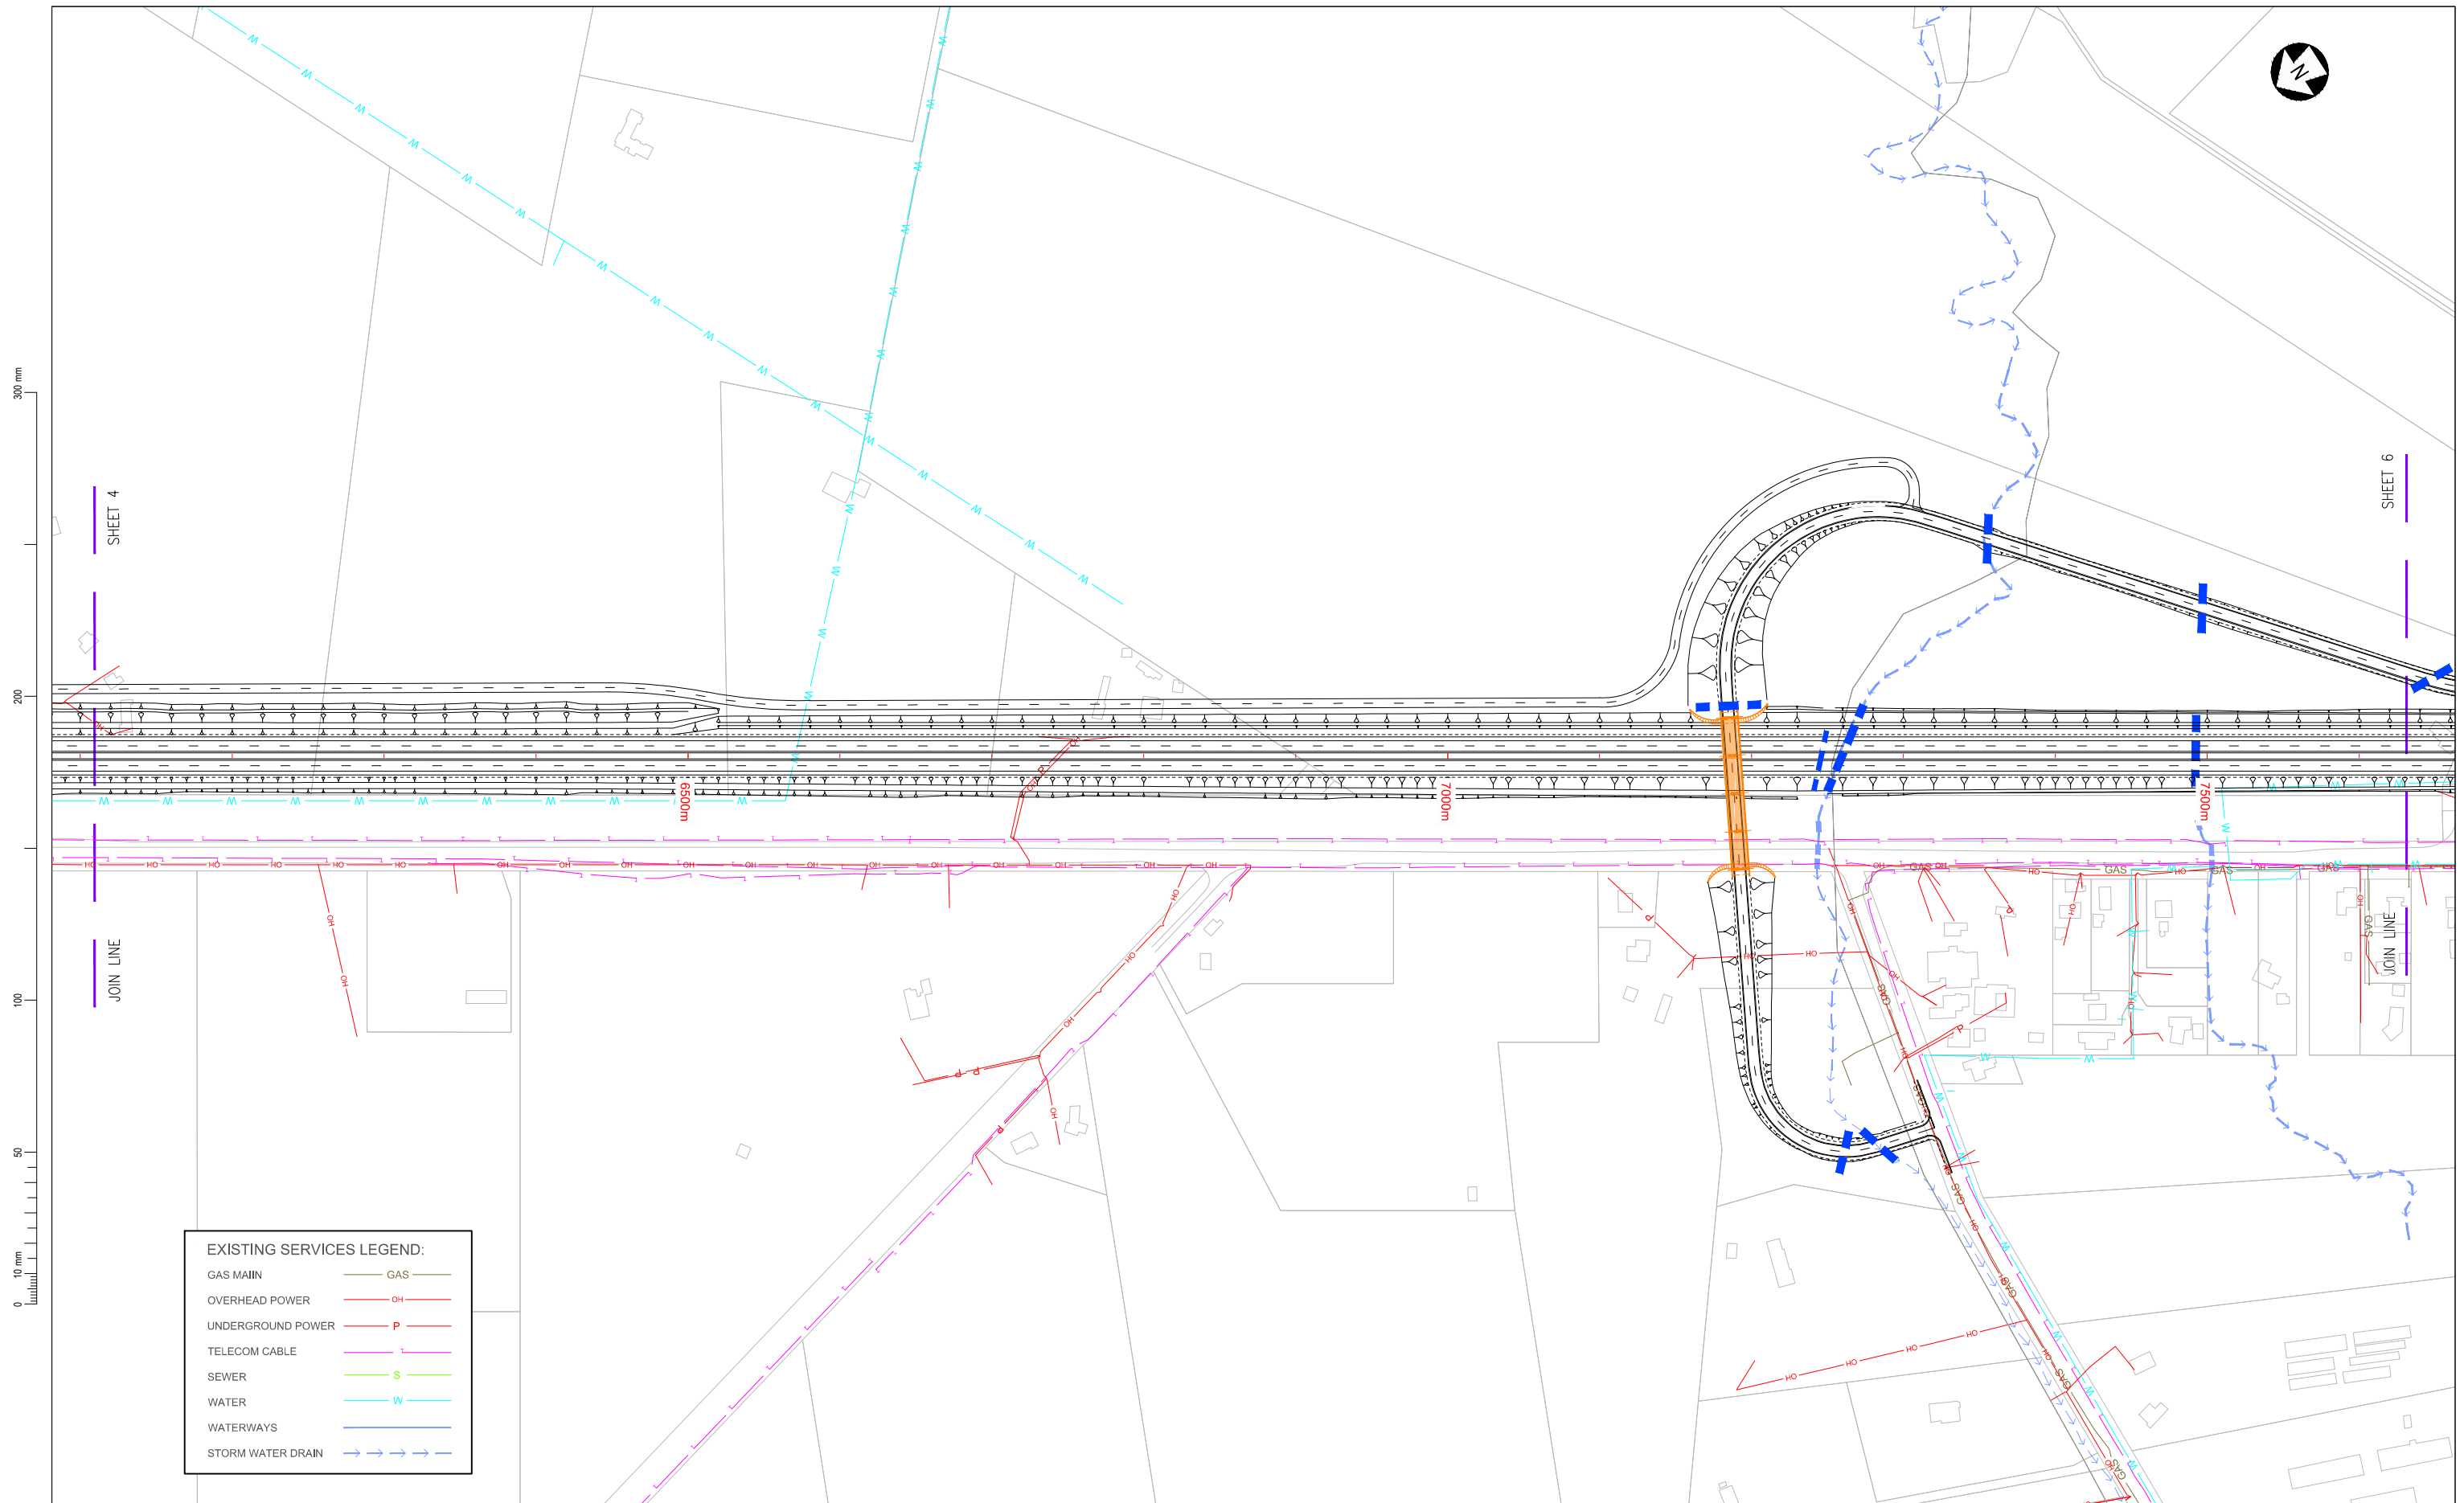 N
300 mm
200
100
50
10 mm
0
SHEET 4
JOIN LINE
SHEET 6
JOIN LINE
6500m
7000m
7500m
EXISTING SERVICES LEGEND:
GAS MAIIN GAS
OVERHEAD POWER OH
UNDERGROUND POWER P
TELECOM CABLE T
SEWER S
WATER W
WATERWAYS
STORM WATER DRAIN